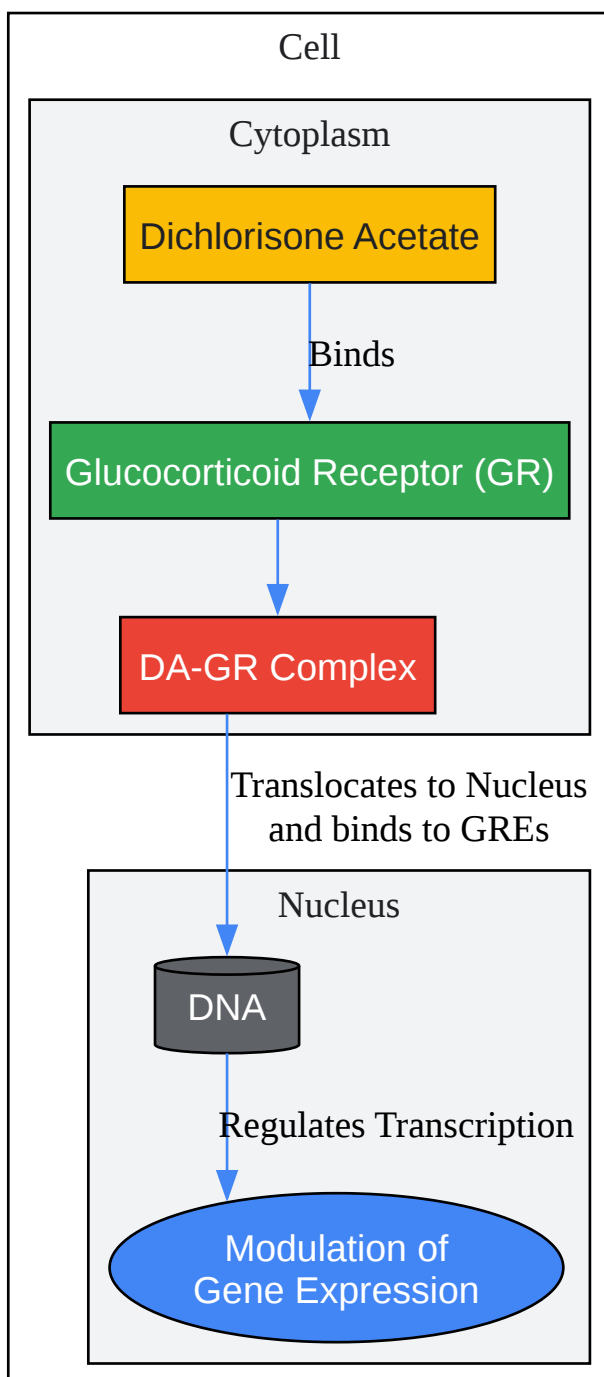 Cell
Cytoplasm
Dichlorisone Acetate
Binds
Glucocorticoid Receptor (GR)
DA-GR Complex
Translocates to Nucleus
and binds to GREs
Nucleus
DNA
Regulates Transcription
Modulation of
Gene Expression